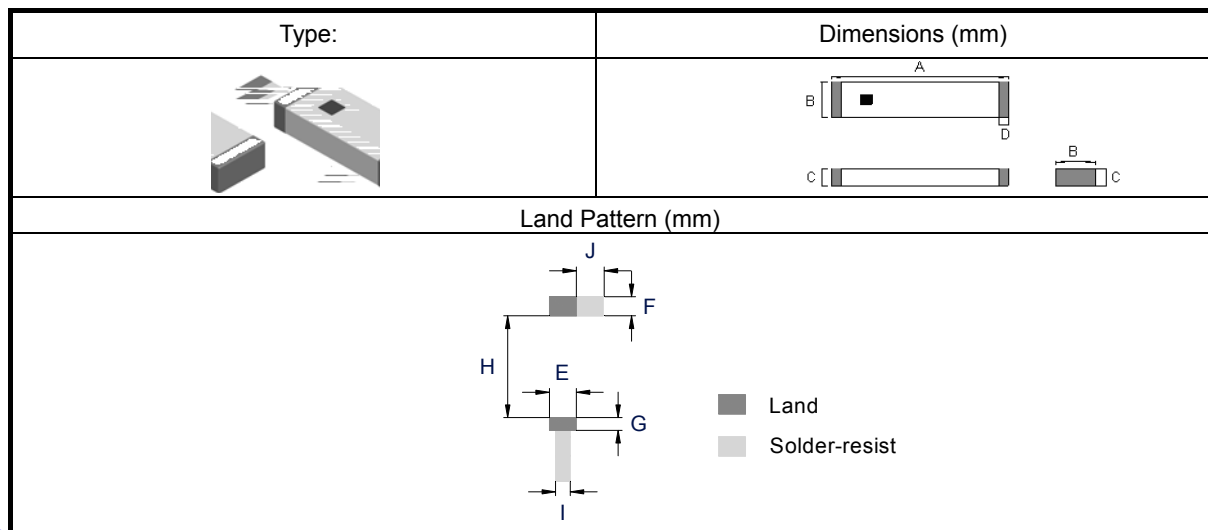 Type:
Dimensions (mm)
A
B
D
C
B
C
Land Pattern (mm)
J
F
H
E
G
Land
Solder-resist
I